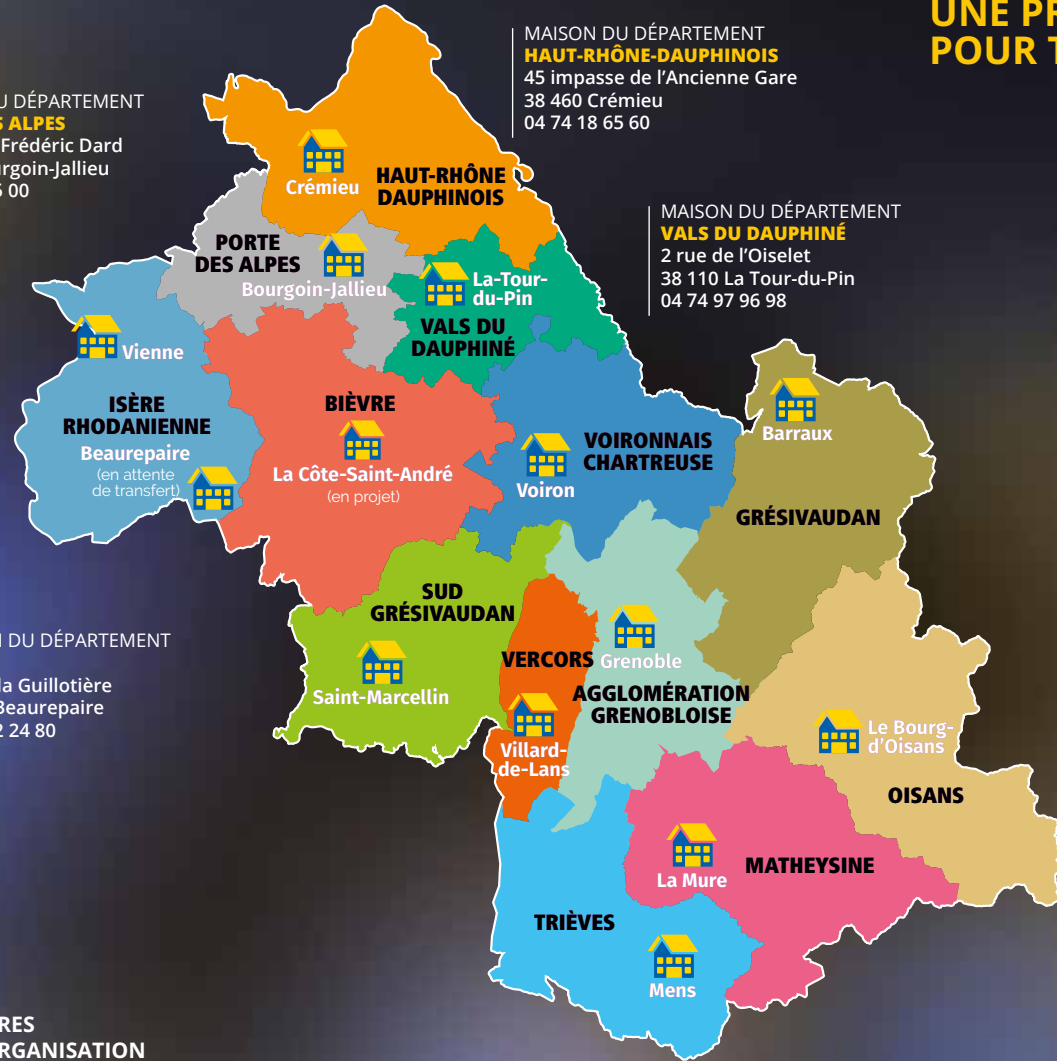 UNE PE
POUR T
MAISON DU DÉPARTEMENT
HAUT-RHÔNE-DAUPHINOIS
45 impasse de l'Ancienne Gare
38 460 Crémieu
04 74 18 65 60
U DÉPARTEMENT
S ALPES
Frédéric Dard
urgoin-Jallieu
00
MAISON DU DÉPARTEMENT
VALS DU DAUPHINÉ
2 rue de l'Oiselet
38 110 La Tour-du-Pin
04 74 97 96 98
Crémieu
HAUT-RHÔNE
DAUPHINOIS
PORTE
DES ALPES
Bourgoin-Jallieu
La-Tour-
du-Pin
VALS DU
DAUPHINÉ
Vienne
ISÈRE
RHODANIENNE
Beaurepaire
(en attente
de transfert)
BIÈVRE
La Côte-Saint-André
(en projet)
VOIRONNAIS
CHARTREUSE
Voiron
Barraux
GRÉSIVAUDAN
SUD
GRÉSIVAUDAN
Saint-Marcellin
VERCORS
Villard-
de-Lans
Grenoble
AGGLOMÉRATION
GRENOBLOISE
Le Bourg-
d'Oisans
OISANS
La Mure
MATHEYSINE
TRIÈVES
Mens
N DU DÉPARTEMENT
la Guillotière
Beaurepaire
2 24 80
RES
RGANISATION